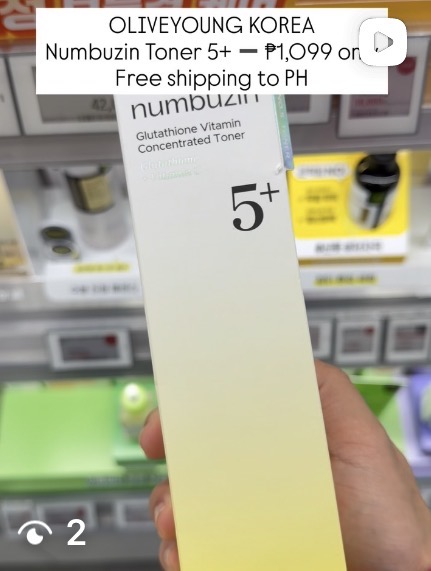 OLIVEYOUNG KOREA
Numbuzin Toner 5+ — ₱1,099 on
Free shipping to PH
numbuzin
Glutathione Vitamin
Concentrated Toner
5+
2